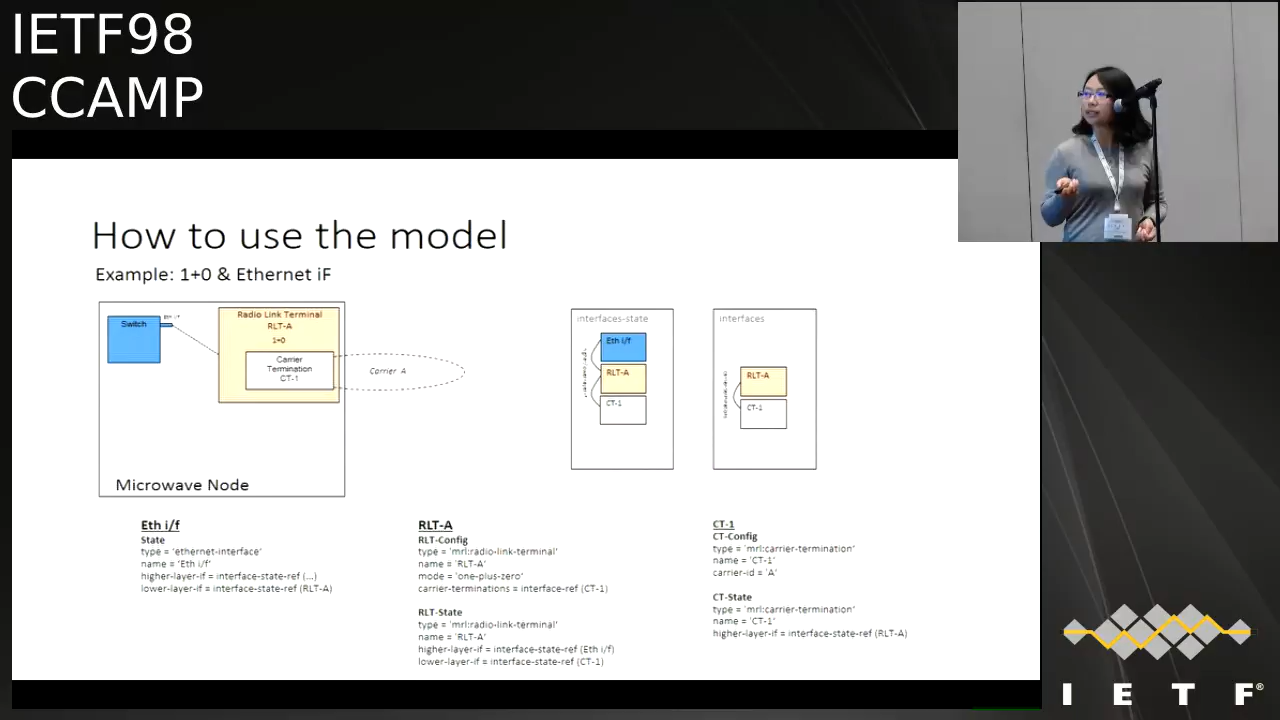 IETF98
CCAMP
How to use the model
Example: 1+0 & Ethernet iF
Switch
Eth i/f
Radio Link Terminal
RLT-A
1+0
Carrier
Termination
CT-1
Carrier A
Microwave Node
interfaces-state
Eth i/f
RLT-A
CT-1
interfaces
RLT-A
CT-1
Eth i/f
State
type = 'ethernet-interface'
name = 'Eth i/f'
higher-layer-if = interface-state-ref (...)
lower-layer-if = interface-state-ref (RLT-A)
RLT-A
RLT-Config
type = 'mrl:radio-link-terminal'
name = 'RLT-A'
mode = 'one-plus-zero'
carrier-terminations = interface-ref (CT-1)
RLT-State
type = 'mrl:radio-link-terminal'
name = 'RLT-A'
higher-layer-if = interface-state-ref (Eth i/f)
lower-layer-if = interface-state-ref (CT-1)
CT-1
CT-Config
type = 'mrl:carrier-termination'
name = 'CT-1'
carrier-id = 'A'
CT-State
type = 'mrl:carrier-termination'
name = 'CT-1'
higher-layer-if = interface-state-ref (RLT-A)
I E T F®